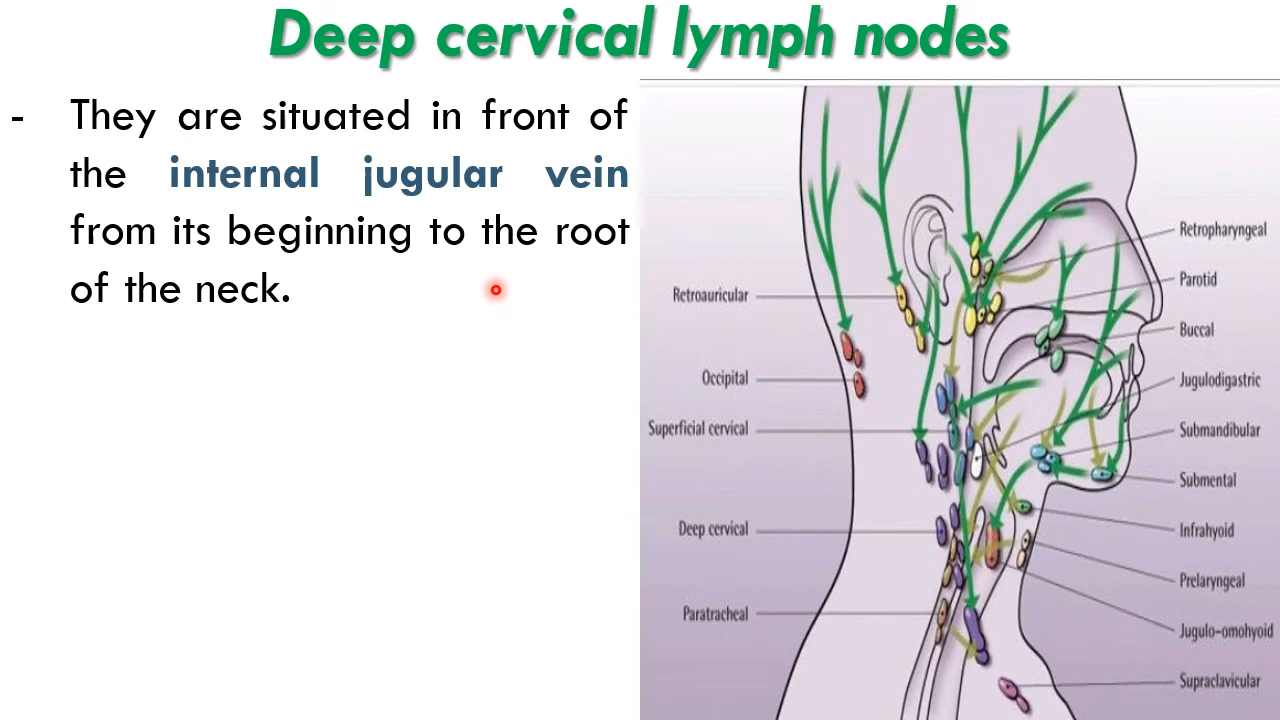 Deep cervical lymph nodes
- They are situated in front of
the internal jugular vein
from its beginning to the root
of the neck.
Retroauricular
Occipital
Superficial cervical
Deep cervical
Paratracheal
Retropharyngeal
Parotid
Buccal
Jugulodigastric
Submandibular
Submental
Infrahyoid
Prelaryngeal
Jugulo-omohyoid
Supraclavicular